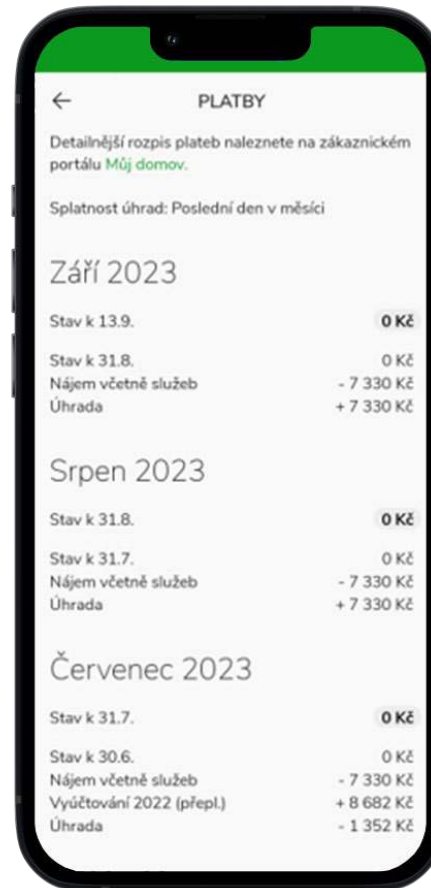 PLATBY
Detailnější rozpis plateb naleznete na zákaznickém
portálu Můj domov.
Splatnost úhrad: Poslední den v měsíci
Září 2023
Stav k 13.9. 0 Kč
Stav k 31.8. 0 Kč
Nájem včetně služeb - 7 330 Kč
Úhrada + 7 330 Kč
Srpen 2023
Stav k 31.8. 0 Kč
Stav k 31.7. 0 Kč
Nájem včetně služeb - 7 330 Kč
Úhrada + 7 330 Kč
Červenec 2023
Stav k 31.7. 0 Kč
Stav k 30.6. 0 Kč
Nájem včetně služeb - 7 330 Kč
Vyúčtování 2022 (přepl.) + 8 682 Kč
Úhrada - 1 352 Kč